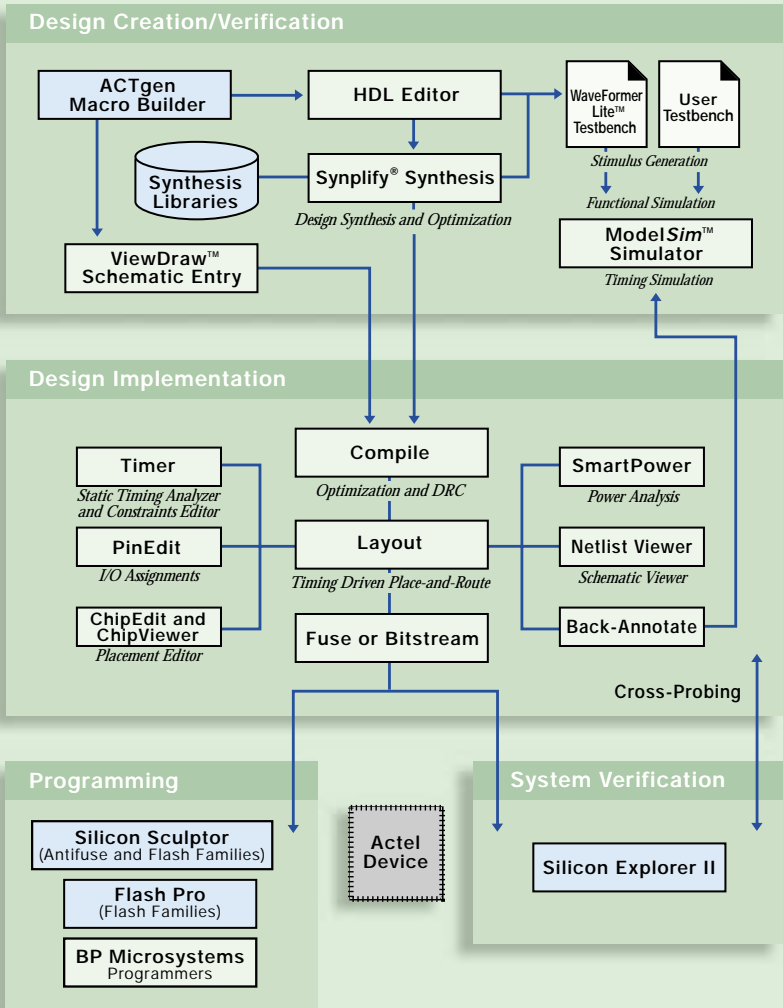 Design Creation/Verification
ACTgen
Macro Builder
HDL Editor
WaveFormer
Lite™
Testbench
User
Testbench
Stimulus Generation
Synthesis
Libraries
Synplify® Synthesis
Design Synthesis and Optimization
Functional Simulation
ModelSim™
Simulator
Timing Simulation
ViewDraw™
Schematic Entry
Design Implementation
Timer
Static Timing Analyzer
and Constraints Editor
PinEdit
I/O Assignments
ChipEdit and
ChipViewer
Placement Editor
Compile
Optimization and DRC
Layout
Timing Driven Place-and-Route
Fuse or Bitstream
SmartPower
Power Analysis
Netlist Viewer
Schematic Viewer
Back-Annotate
Cross-Probing
Programming
Silicon Sculptor
(Antifuse and Flash Families)
Flash Pro
(Flash Families)
BP Microsystems
Programmers
Actel
Device
System Verification
Silicon Explorer II